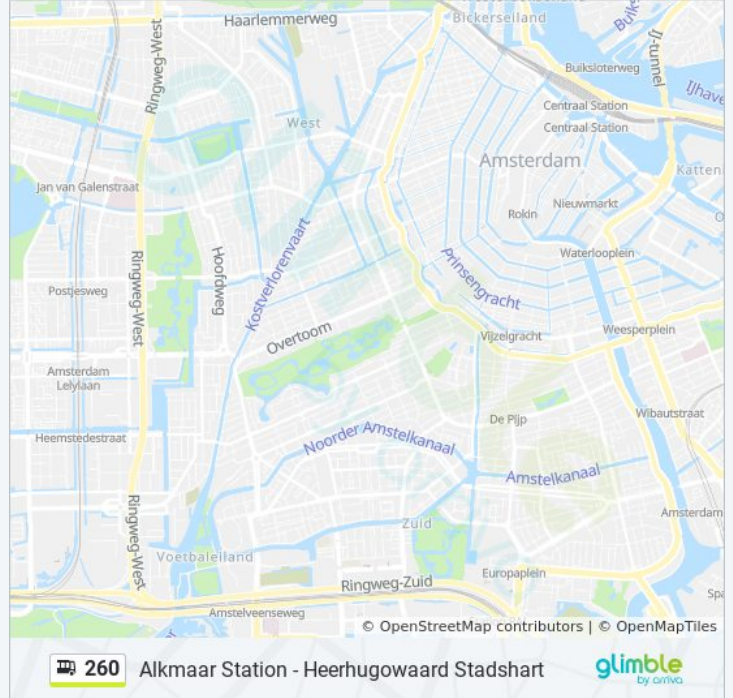 Haarlemmerweg
Bickerseiland
Ringweg-West
IJ-tunnel
Buiksloterweg
Centraal Station
Centraal Station
West
Amsterdam
Jan van Galenstraat
Nieuwmarkt
Rokin
Waterlooplein
Kostverlorenvaart
Hoofdweg
Ringweg-West
Prinsengracht
Postjesweg
Overtoom
Vijzelgracht
Weesperplein
Amsterdam
Lelylaan
De Pijp
Wibautstraat
Heemstedestraat
Noorder Amstelkanaal
Amstelkanaal
Ringweg-West
Zuid
Amsterdam
Voetbaleiland
Europaplein
Ringweg-Zuid
Amstelveenseweg
© OpenStreetMap contributors | © OpenMapTiles
260 Alkmaar Station - Heerhugowaard Stadshart
glimble
by arriva